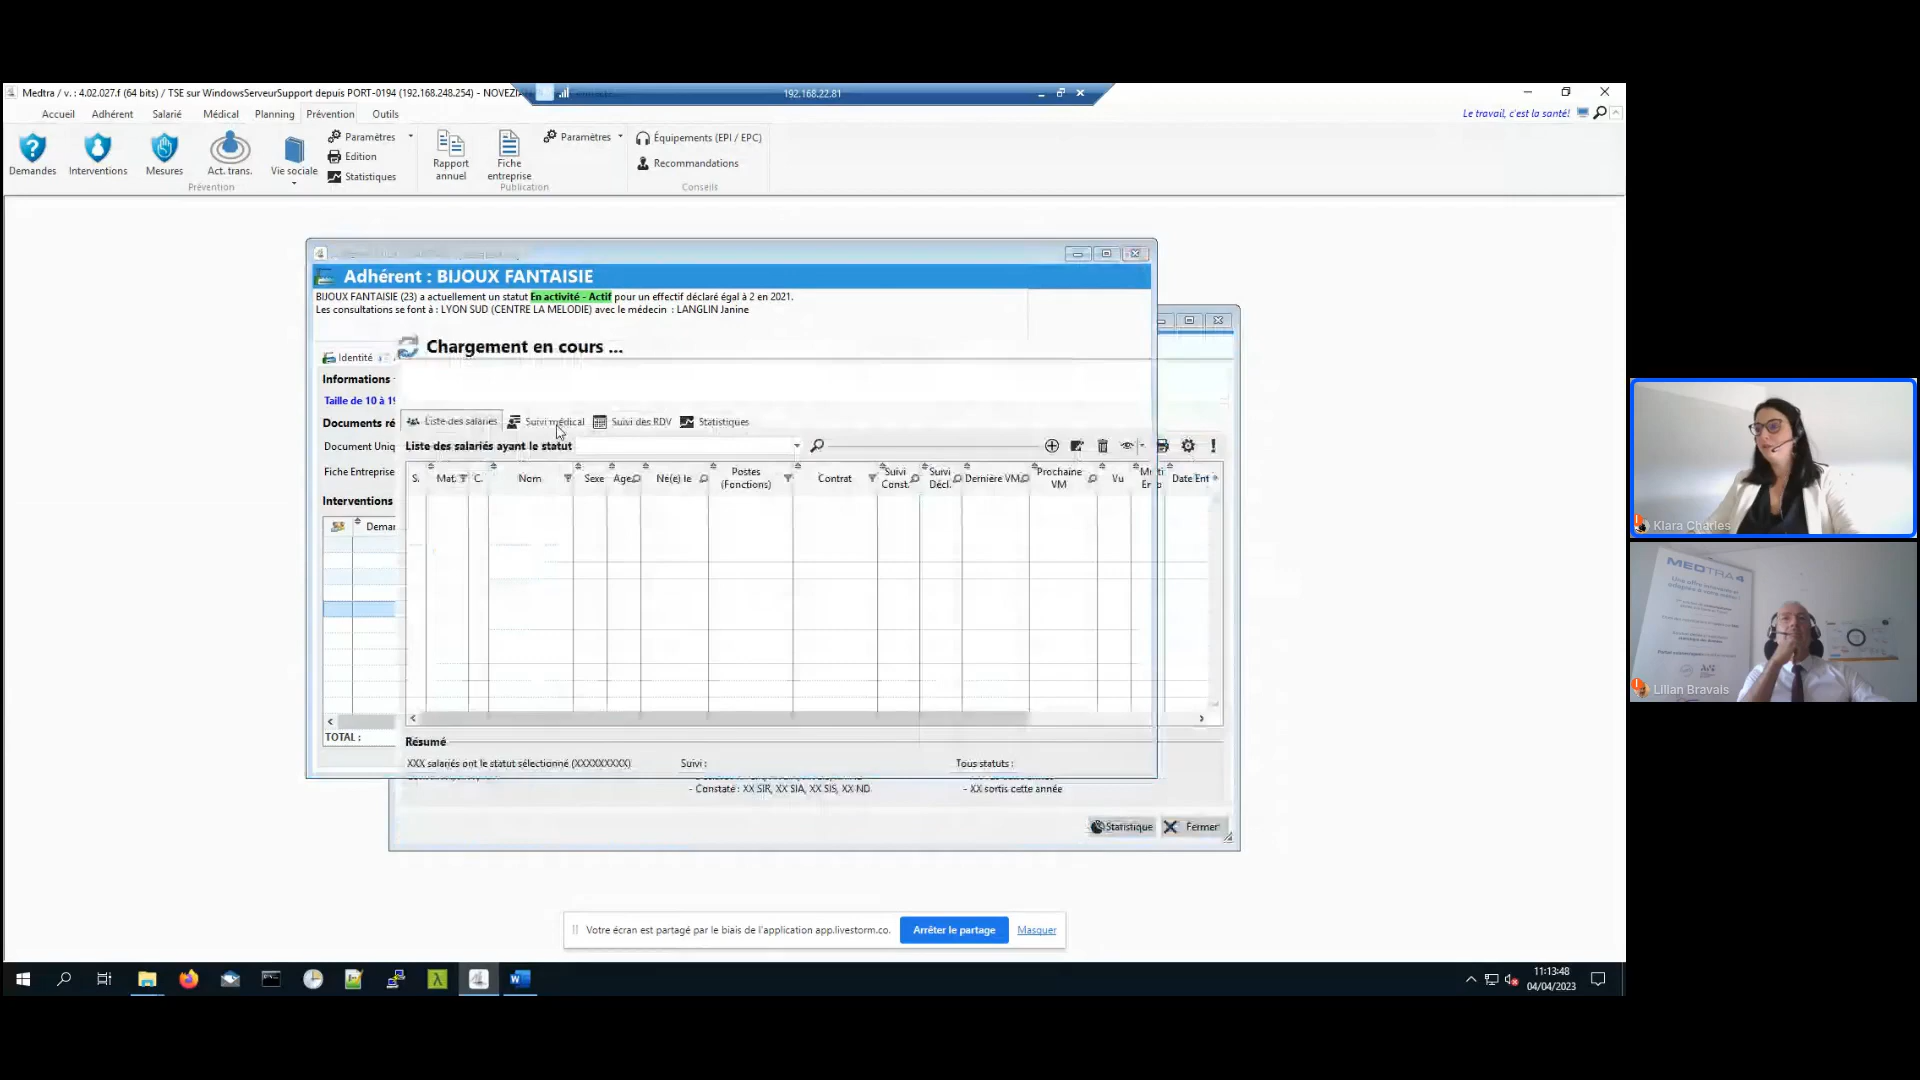 Medtra / v. : 4.02.027.f (64 bits) / TSE sur WindowsServeurSupport depuis PORT-0194 (192.168.248.254) - NOVEZIA
192.168.22.81
Accueil Adhérent Salarié Médical Planning Prévention Outils
Le travail, c'est la santé!
Demandes
Interventions
Mesures
Act. trans.
Vie sociale
Paramètres
Edition
Statistiques
Prévention
Rapport annuel
Fiche entreprise
Paramètres
Publication
Équipements (EPI / EPC)
Recommandations
Conseils
Adhérent : BIJOUX FANTAISIE
BIJOUX FANTAISIE (23) a actuellement un statut En activité - Actif pour un effectif déclaré égal à 2 en 2021.
Les consultations se font à : LYON SUD (CENTRE LA MELODIE) avec le médecin : LANGLIN Janine
Chargement en cours ...
Identité
Informations
Taille de 10 à 19
Documents ré
Document Uniq
Fiche Entreprise
Interventions
Deman
TOTAL :
Liste des salariés Suivi médical Suivi des RDV Statistiques
Liste des salariés ayant le statut
S. Mat. C. Nom Sexe Age Né(e) le Postes (Fonctions) Contrat Suivi Const. Suivi Décl. Dernière VM Prochaine VM Vu Date Ent
Résumé
XXX salariés ont le statut sélectionné (XXXXXXXXX) Suivi : Tous statuts :
- Constaté : XX SIR, XX SIA, XX SIS, XX ND - XX sortis cette année
Statistique Fermer
Votre écran est partagé par le biais de l'application app.livestorm.co. Arrêter le partage Masquer
11:13:48
04/04/2023
Klara Charles
MEDTRA4
Lilian Bravais